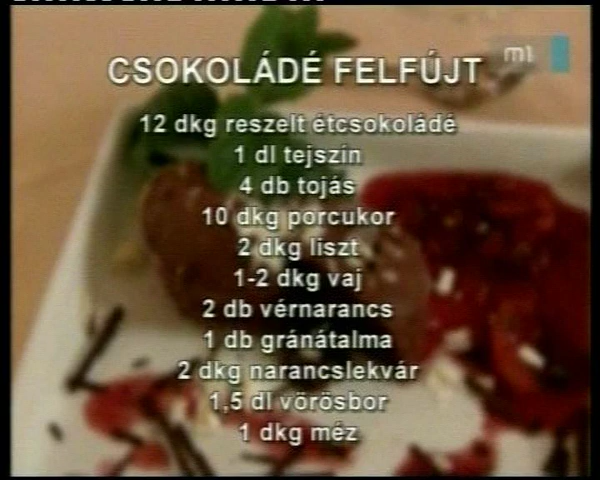 CSOKOLÁDÉ FELFÚJT
m1
12 dkg reszelt étcsokoládé
1 dl tejszín
4 db tojás
10 dkg porcukor
2 dkg liszt
1-2 dkg vaj
2 db vérnarancs
1 db gránátalma
2 dkg narancslekvár
1,5 dl vörösbor
1 dkg méz